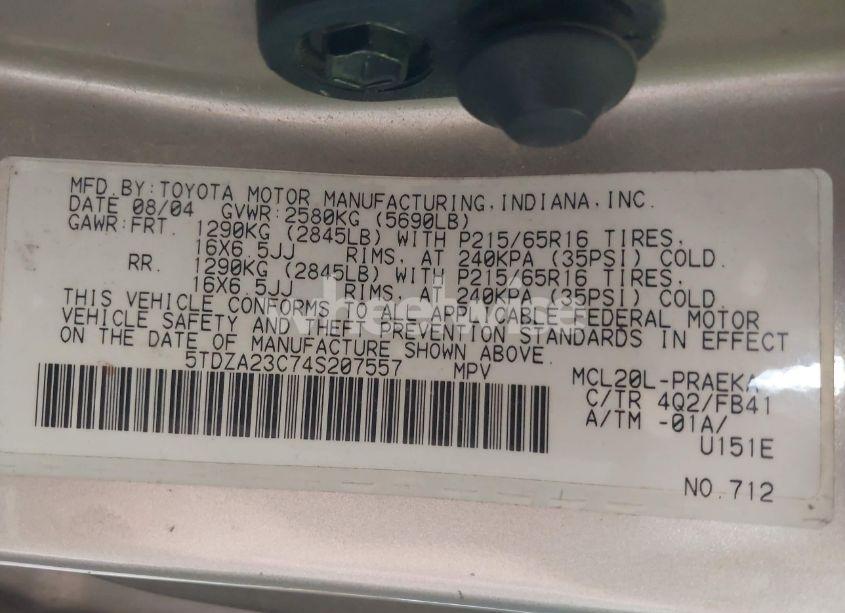 MFD.BY:TOYOTA MOTOR MANUFACTURING,INDIANA,INC.
DATE 08/04 GVWR:2580KG (5690LB)
GAWR:FRT. 1290KG (2845LB) WITH P215/65R16 TIRES,
16X6.5JJ RIMS, AT 240KPA (35PSI) COLD.
RR. 1290KG (2845LB) WITH P215/65R16 TIRES,
16X6.5JJ RIMS, AT 240KPA (35PSI) COLD.
THIS VEHICLE CONFORMS TO ALL APPLICABLE FEDERAL MOTOR
VEHICLE SAFETY AND THEFT PREVENTION STANDARDS IN EFFECT
ON THE DATE OF MANUFACTURE SHOWN ABOVE.
5TDZA23C74S207557 MPV
MCL20L-PRAEKA
C/TR 4Q2/FB41
A/TM -01A/
U151E
NO.712